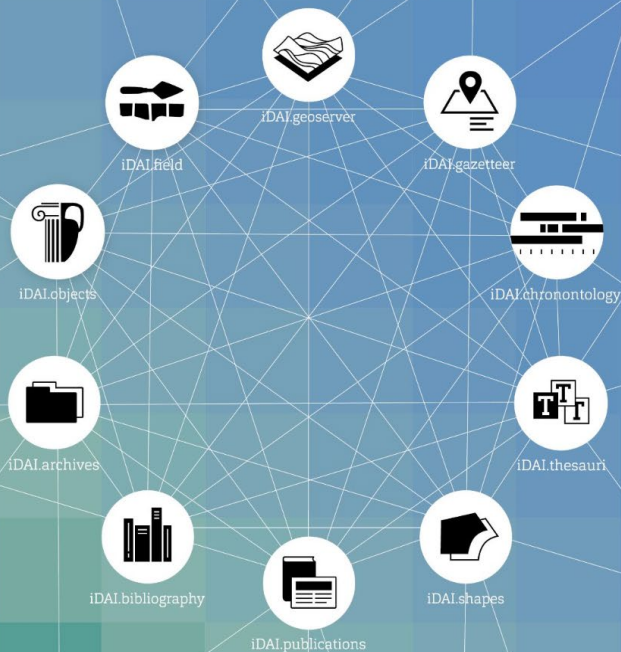 iDAI.geoserver
iDAI.field
iDAI.gazetteer
iDAI.objects
iDAI.chronontology
iDAI.archives
iDAI.thesauri
iDAI.bibliography
iDAI.shapes
iDAI.publications